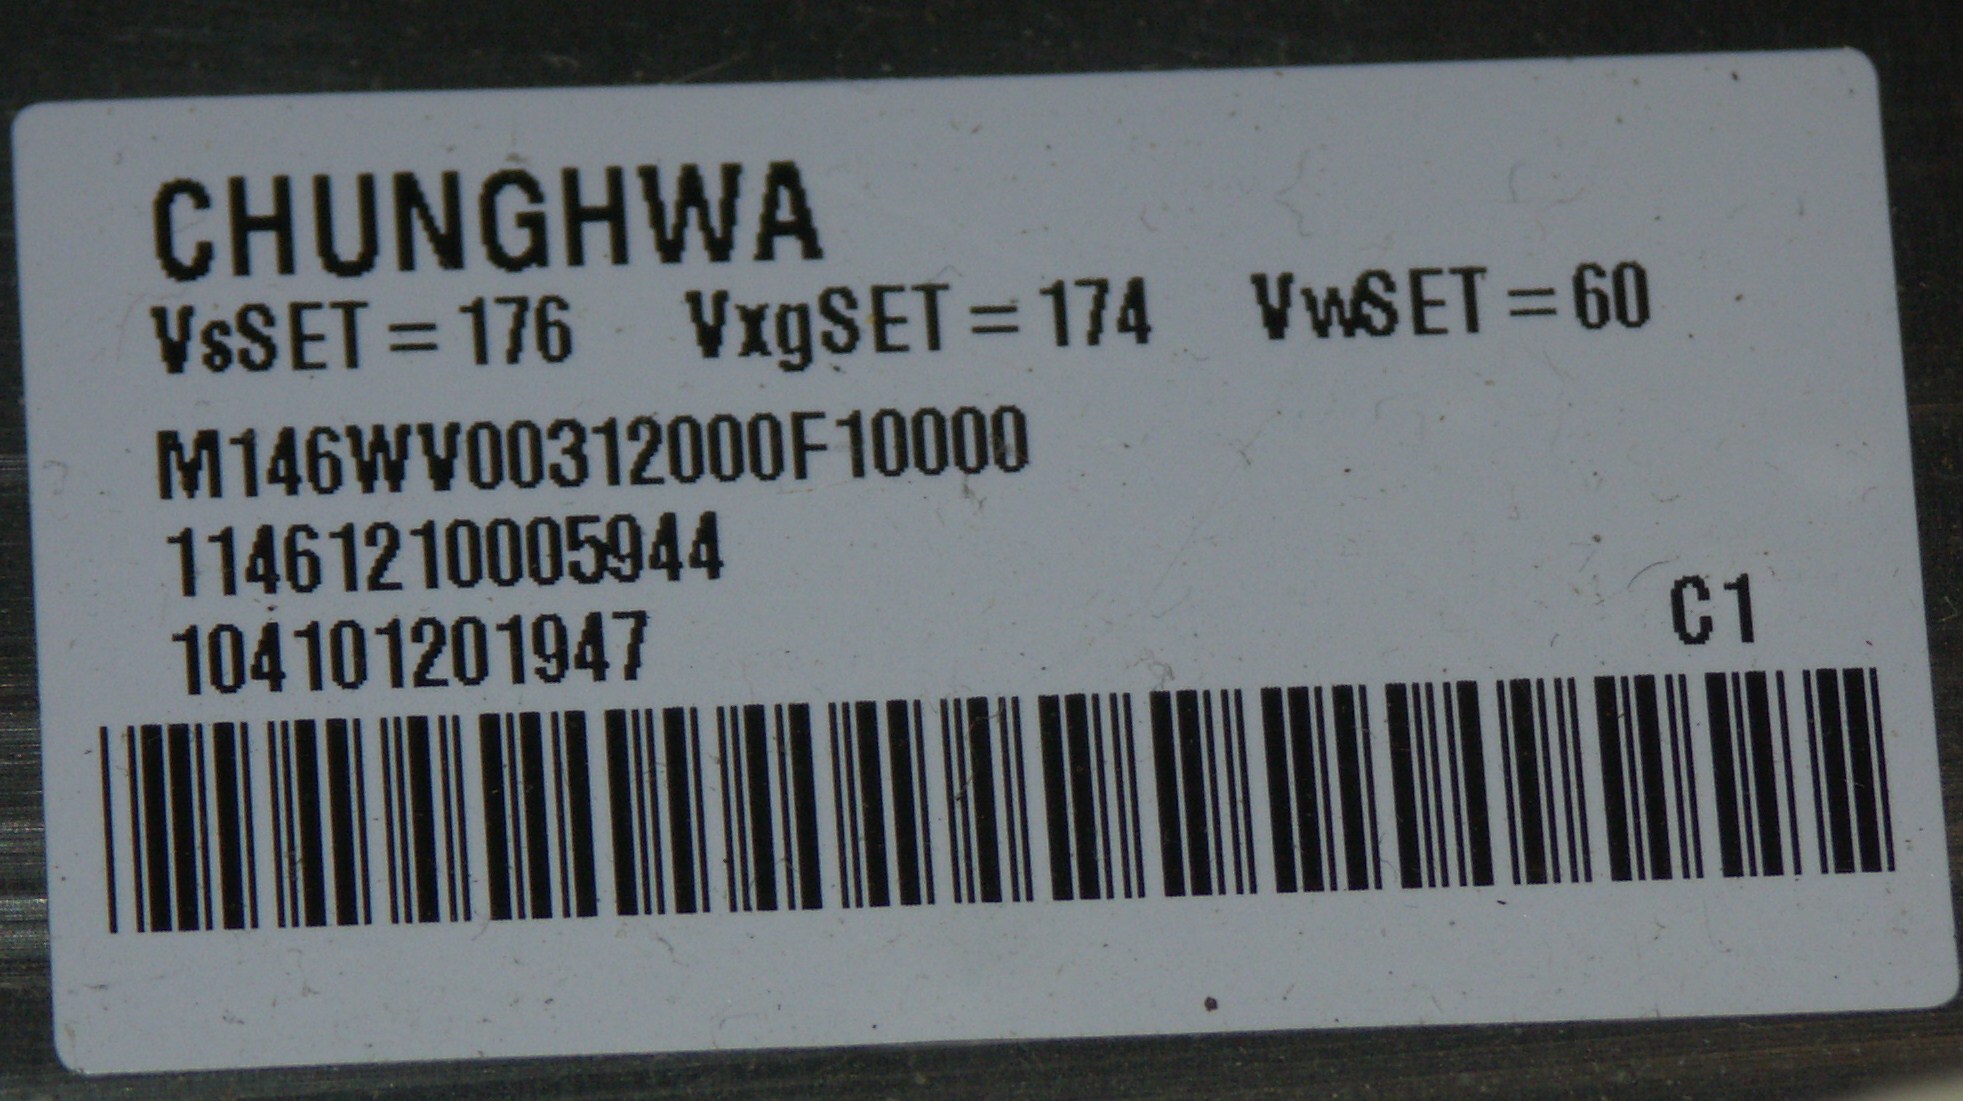 CHUNGHWA
VsSET=176 VxgSET=174 VwSET=60
M146WV00312000F10000
11461210005944
104101201947
C1